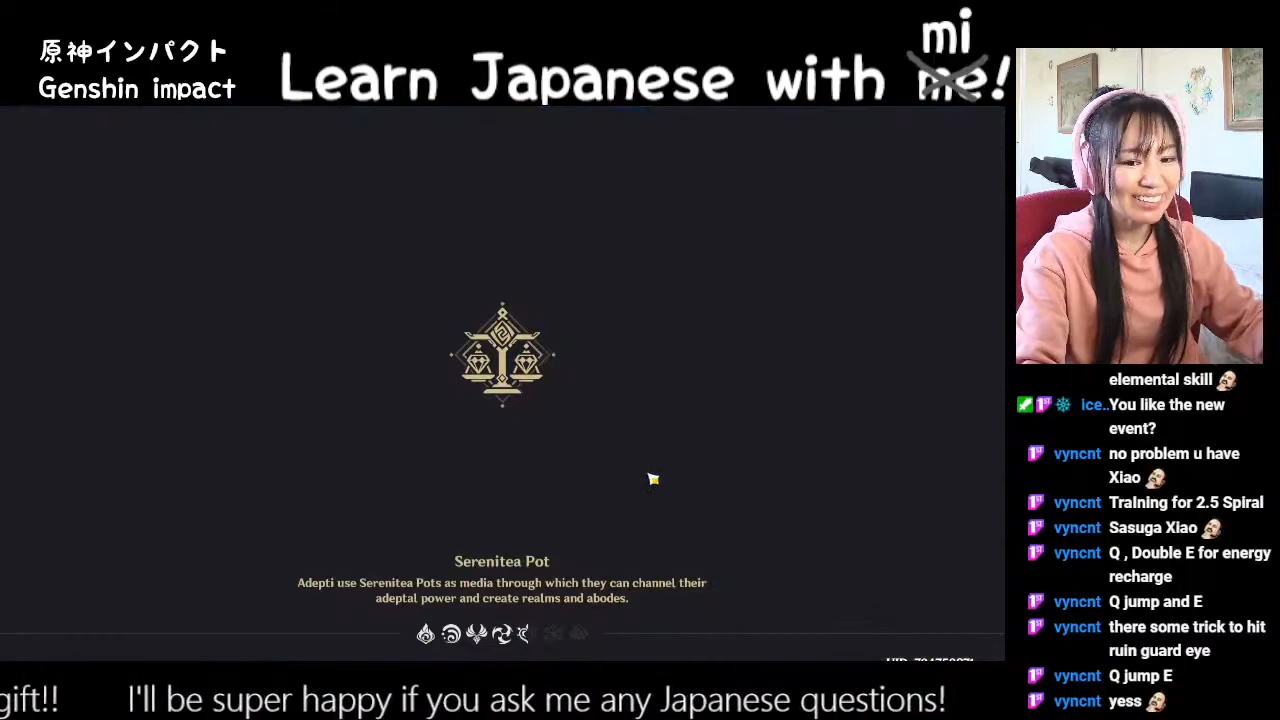 原神インパクト
Genshin impact
Learn Japanese with me!
mi
elemental skill
ice..You like the new
event?
vyncnt no problem u have
Xiao
vyncnt TraIning for 2.5 Spiral
vyncnt Sasuga Xiao
vyncnt Q , Double E for energy
recharge
vyncnt Q jump and E
vyncnt there some trick to hit
ruin guard eye
vyncnt Q jump E
vyncnt yess
Serenitea Pot
Adepti use Serenitea Pots as media through which they can channel their
adeptal power and create realms and abodes.
gift!! I'll be super happy if you ask me any Japanese questions!